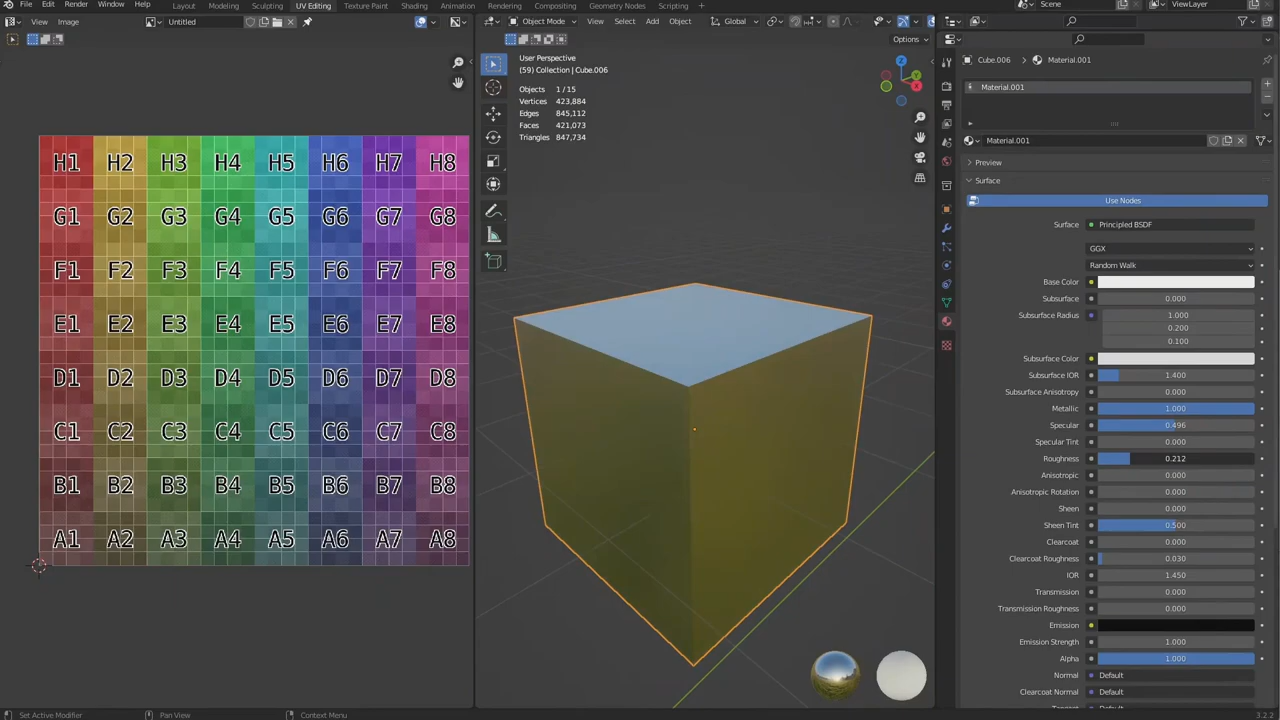 File Edit Render Window Help Layout Modeling Sculpting UV Editing Texture Paint Shading Animation Rendering Compositing Geometry Nodes Scripting Scene ViewLayer
View Image Untitled Object Mode View Select Add Object Global
Options
H1 H2 H3 H4 H5 H6 H7 H8
G1 G2 G3 G4 G5 G6 G7 G8
F1 F2 F3 F4 F5 F6 F7 F8
E1 E2 E3 E4 E5 E6 E7 E8
D1 D2 D3 D4 D5 D6 D7 D8
C1 C2 C3 C4 C5 C6 C7 C8
B1 B2 B3 B4 B5 B6 B7 B8
A1 A2 A3 A4 A5 A6 A7 A8
User Perspective
(59) Collection | Cube.006
Objects 1 / 15
Vertices 423,884
Edges 845,112
Faces 421,073
Triangles 847,734
Z
Y
X
Cube.006 Material.001
Material.001
Material.001
Preview
Surface
Use Nodes
Surface Principled BSDF
GGX
Random Walk
Base Color
Subsurface 0.000
Subsurface Radius 1.000
0.200
0.100
Subsurface Color
Subsurface IOR 1.400
Subsurface Anisotropy 0.000
Metallic 1.000
Specular 0.496
Specular Tint 0.000
Roughness 0.212
Anisotropic 0.000
Anisotropic Rotation 0.000
Sheen 0.000
Sheen Tint 0.500
Clearcoat 0.000
Clearcoat Roughness 0.030
IOR 1.450
Transmission 0.000
Transmission Roughness 0.000
Emission
Emission Strength 1.000
Alpha 1.000
Normal Default
Clearcoat Normal Default
Set Active Modifier Pan View Context Menu 3.2.2